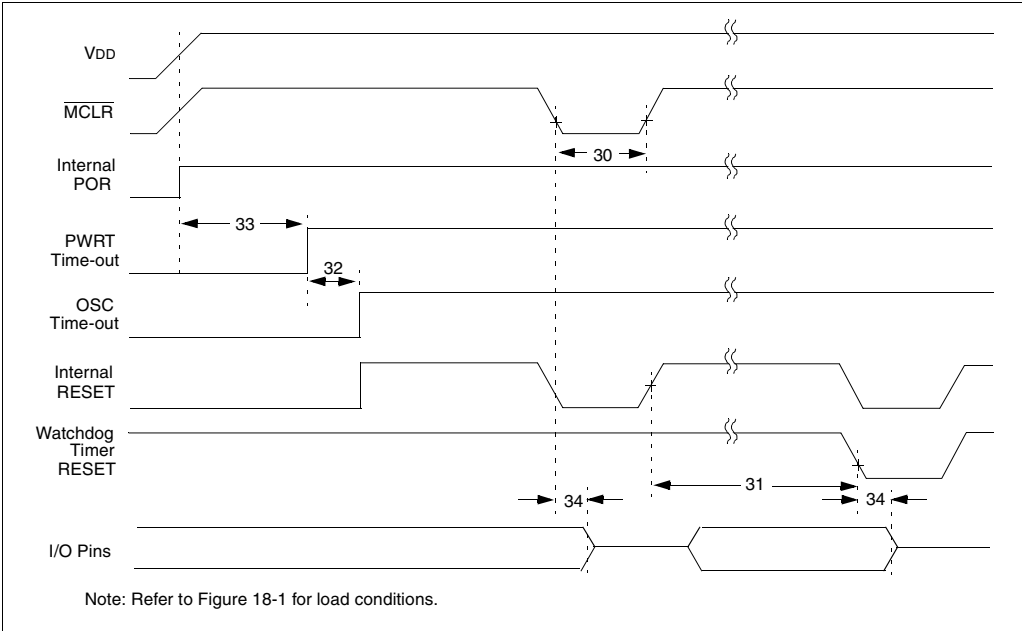 VDD
MCLR
Internal
POR
30
33
PWRT
Time-out
32
OSC
Time-out
Internal
RESET
Watchdog
Timer
RESET
31
34
34
I/O Pins
Note: Refer to Figure 18-1 for load conditions.